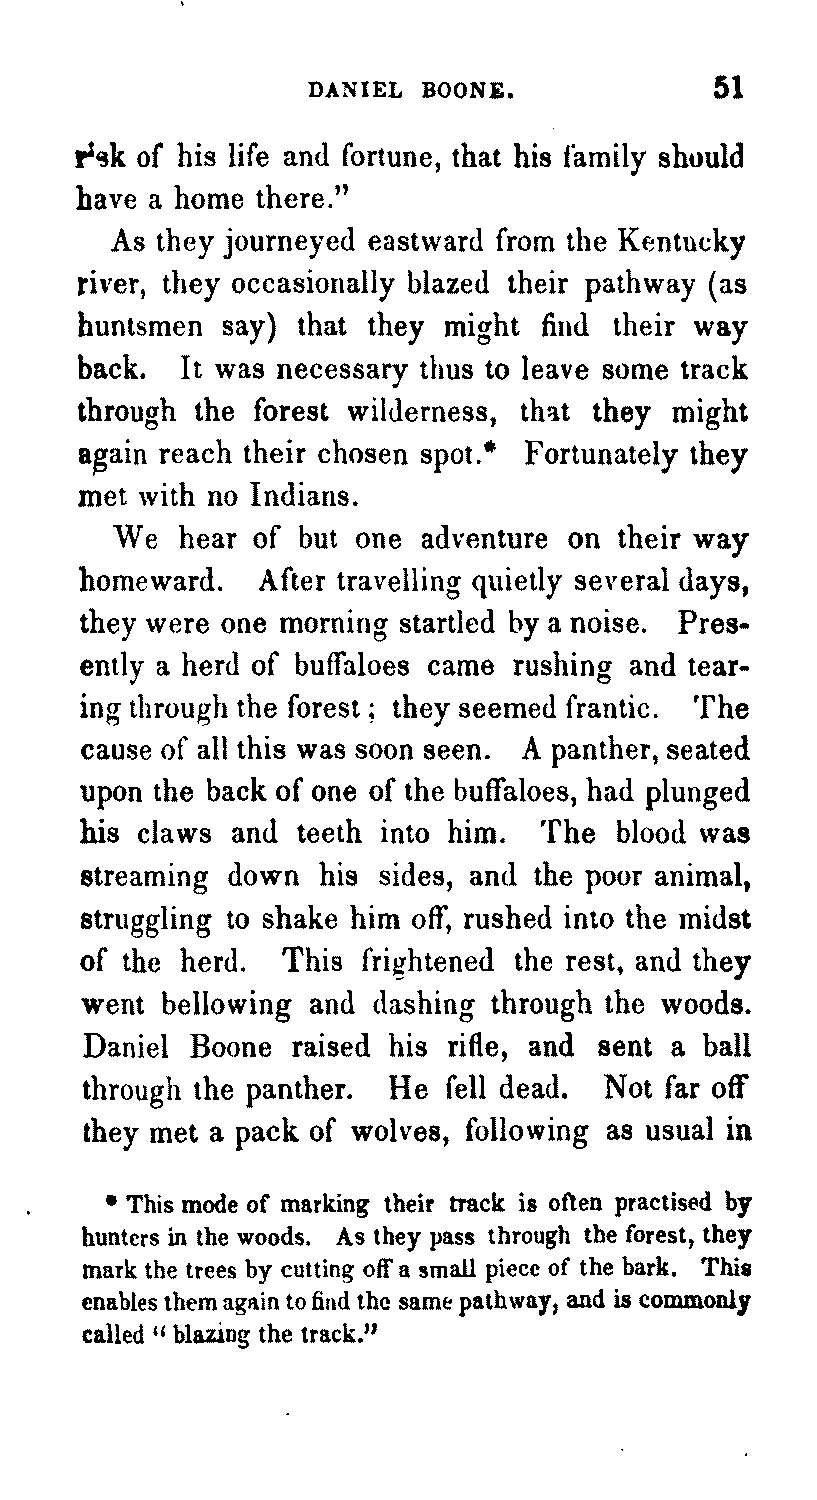 DANIEL BOONE. 51
risk of his life and fortune, that his family should
have a home there."
As they journeyed eastward from the Kentucky
river, they occasionally blazed their pathway (as
huntsmen say) that they might find their way
back. It was necessary thus to leave some track
through the forest wilderness, that they might
again reach their chosen spot.* Fortunately they
met with no Indians.
We hear of but one adventure on their way
homeward. After travelling quietly several days,
they were one morning startled by a noise. Pres-
ently a herd of buffaloes came rushing and tear-
ing through the forest; they seemed frantic. The
cause of all this was soon seen. A panther, seated
upon the back of one of the buffaloes, had plunged
his claws and teeth into him. The blood was
streaming down his sides, and the poor animal,
struggling to shake him off, rushed into the midst
of the herd. This frightened the rest, and they
went bellowing and dashing through the woods.
Daniel Boone raised his rifle, and sent a ball
through the panther. He fell dead. Not far off
they met a pack of wolves, following as usual in
* This mode of marking their track is often practised by
hunters in the woods. As they pass through the forest, they
mark the trees by cutting off a small piece of the bark. This
enables them again to find the same pathway, and is commonly
called "blazing the track."